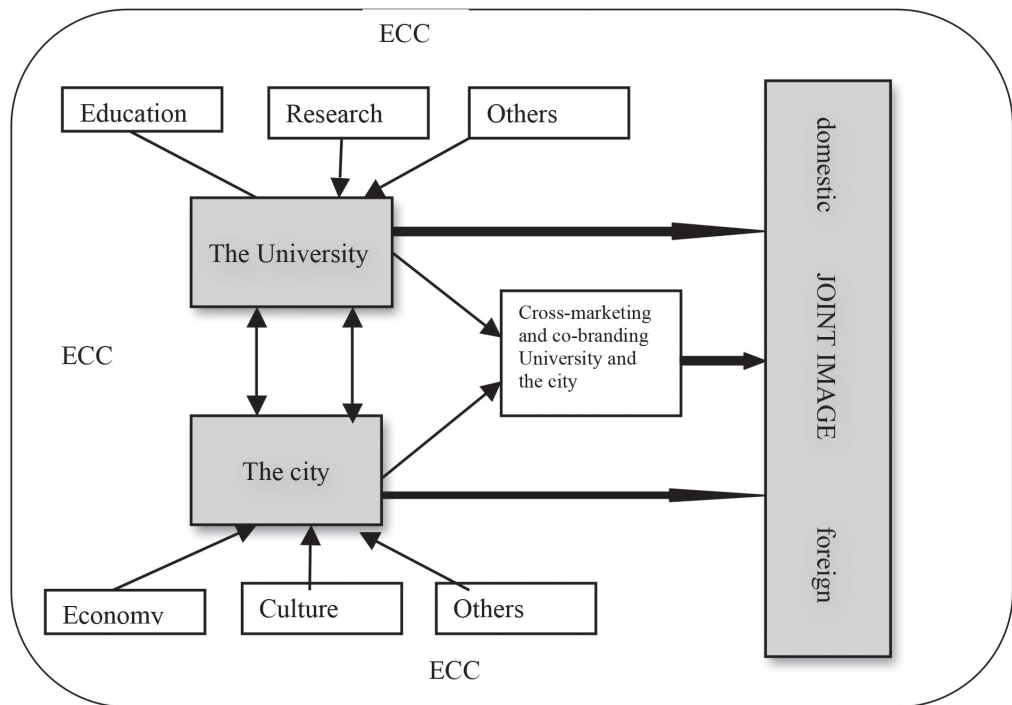 ECC
Education
Research
Others
The University
domestic
JOINT IMAGE
foreign
Cross-marketing
and co-branding
University and
the city
ECC
The city
Economy
Culture
Others
ECC